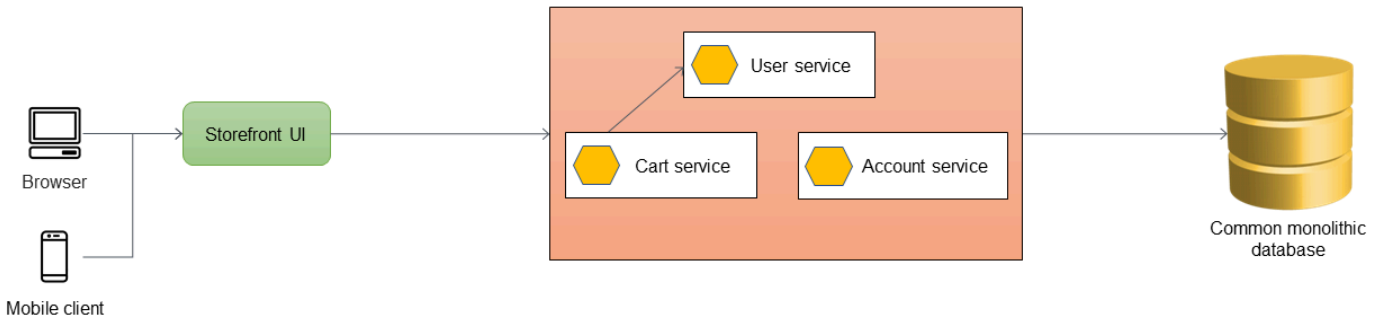 User service
Storefront UI
Cart service
Account service
Browser
Common monolithic
database
Mobile client